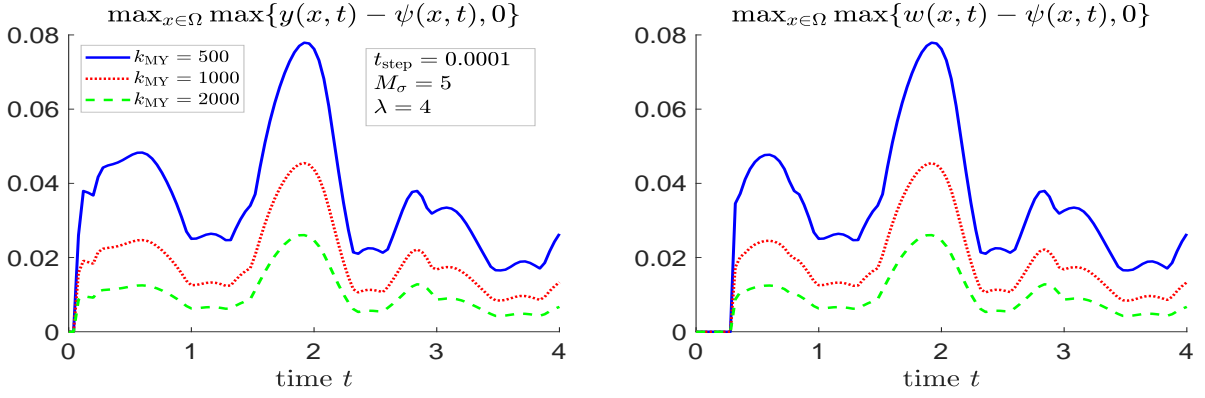 max_{x∈Ω} max{y(x, t) − ψ(x, t), 0}
0.08
0.06
0.04
0.02
0
k_MY = 500
k_MY = 1000
k_MY = 2000
t_step = 0.0001
M_σ = 5
λ = 4
0 1 2 3 4
time t
max_{x∈Ω} max{w(x, t) − ψ(x, t), 0}
0.08
0.06
0.04
0.02
0
0 1 2 3 4
time t